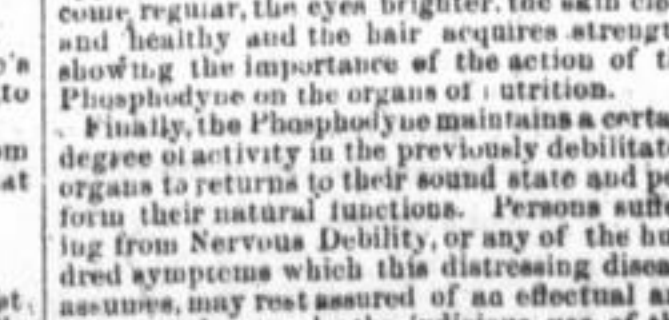 come regular, the eyes brighter, the skin cle
and healthy and the hair acquires strengt
showing the importance of the action of t
Phosphodyne on the organs of utrition.
Finally, the Phosphodyne maintains a certa
degree of activity in the previously debilitat
organs to returns to their sound state and pe
form their natural functions. Persons suffe
ing from Nervous Debility, or any of the hu
dred symptoms which this distressing disea
assumes, may rest assured of an effectual a
to
om
at